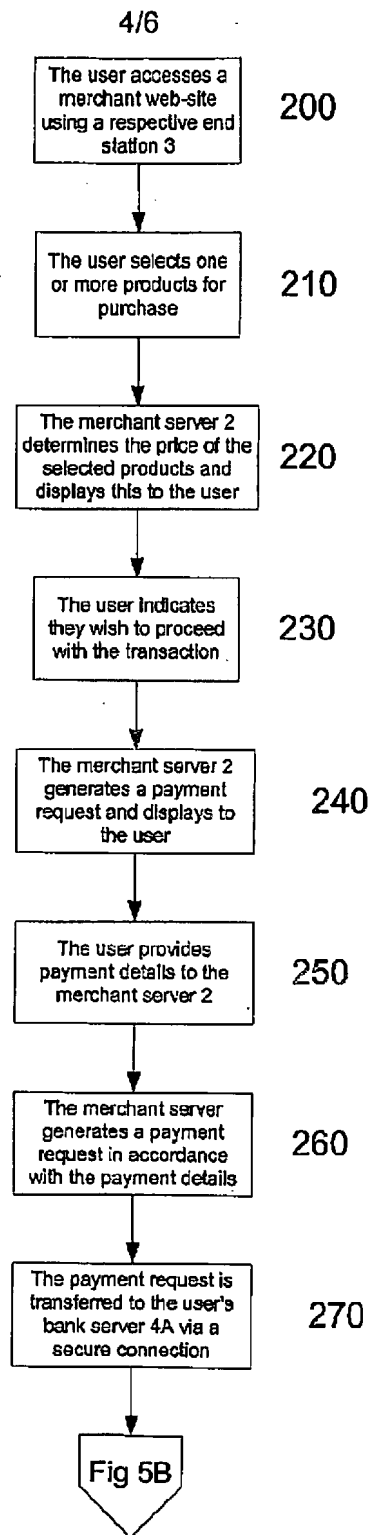 4/6
The user accesses a
merchant web-site
using a respective end
station 3
200
The user selects one
or more products for
purchase
210
The merchant server 2
determines the price of the
selected products and
displays this to the user
220
The user indicates
they wish to proceed
with the transaction
230
The merchant server 2
generates a payment
request and displays to
the user
240
The user provides
payment details to the
merchant server 2
250
The merchant server
generates a payment
request in accordance
with the payment details
260
The payment request is
transferred to the user's
bank server 4A via a
secure connection
270
Fig 5B